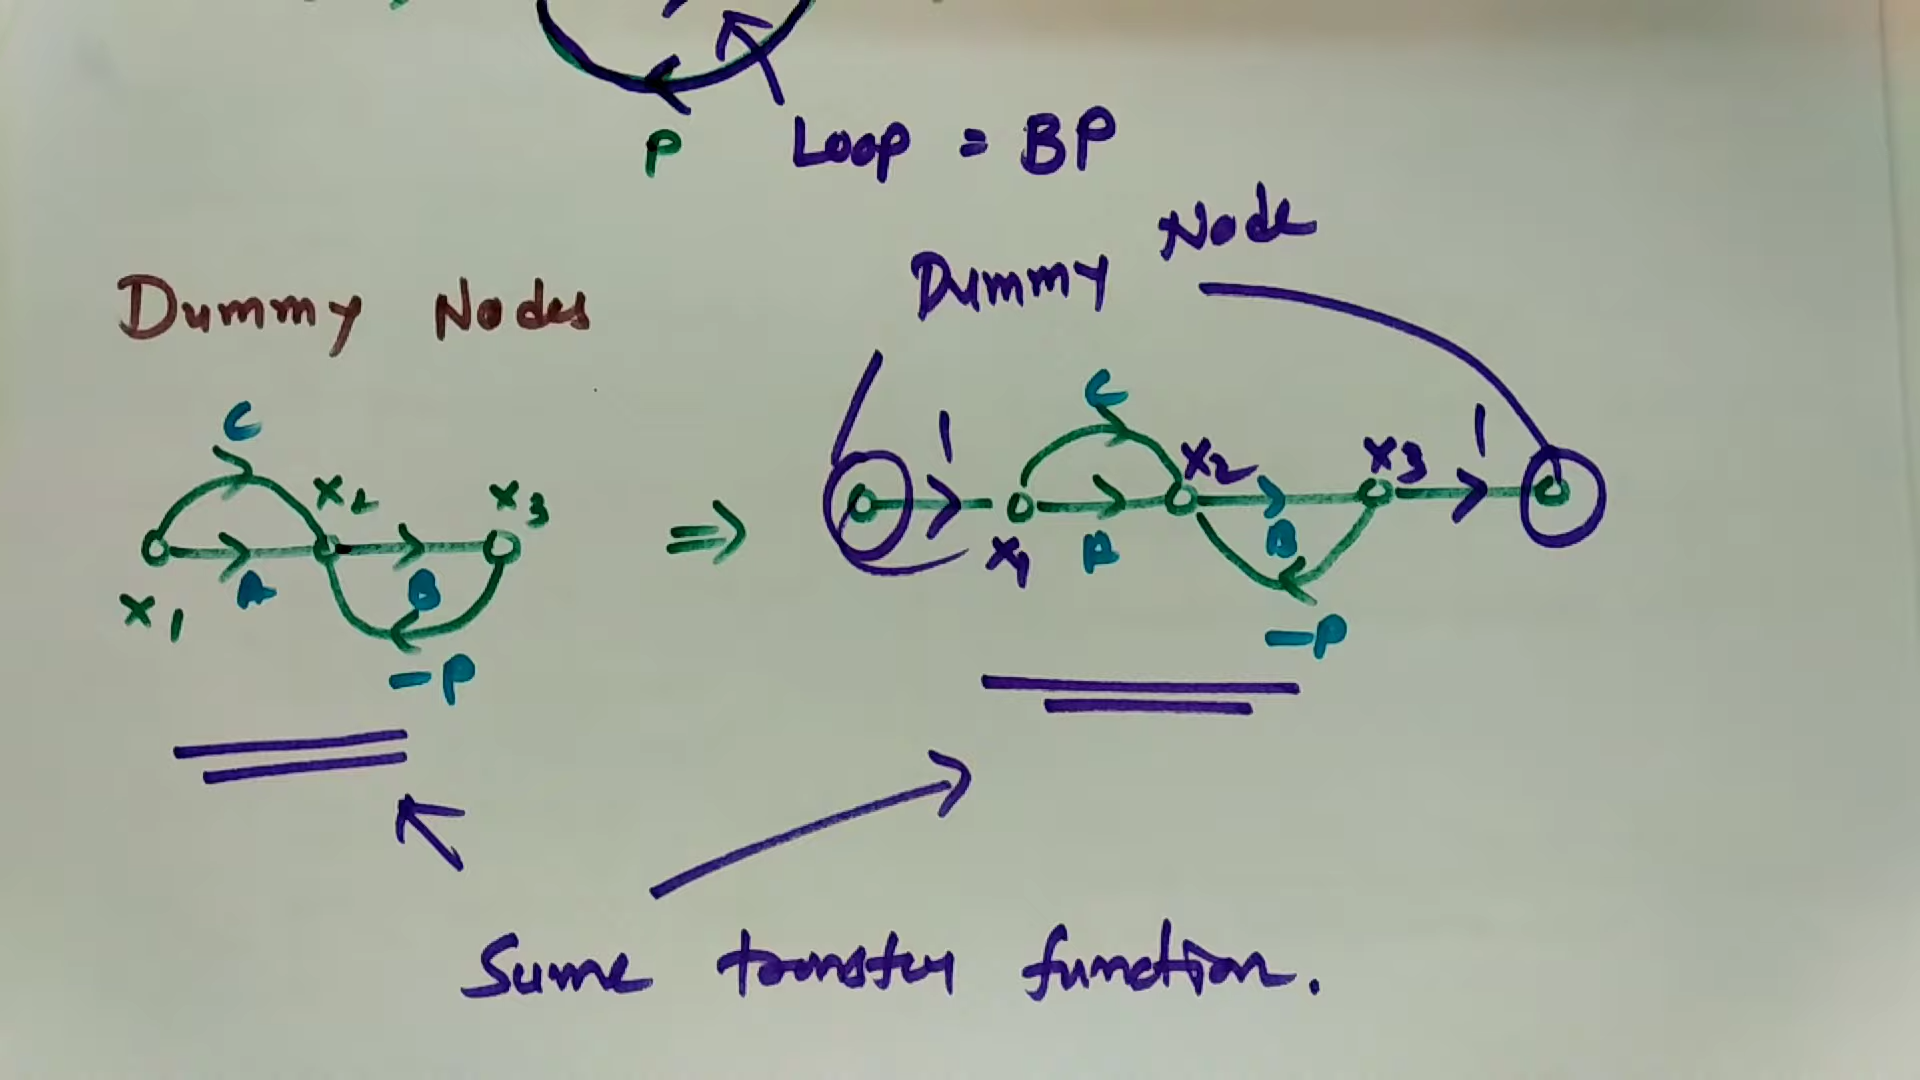 P Loop = BP
Dummy Nodes
C
A
B
-P
x1
x2
x3
⇒
Dummy Node
1
C
x1
A
x2
B
-P
x3
1
Same transfer function.